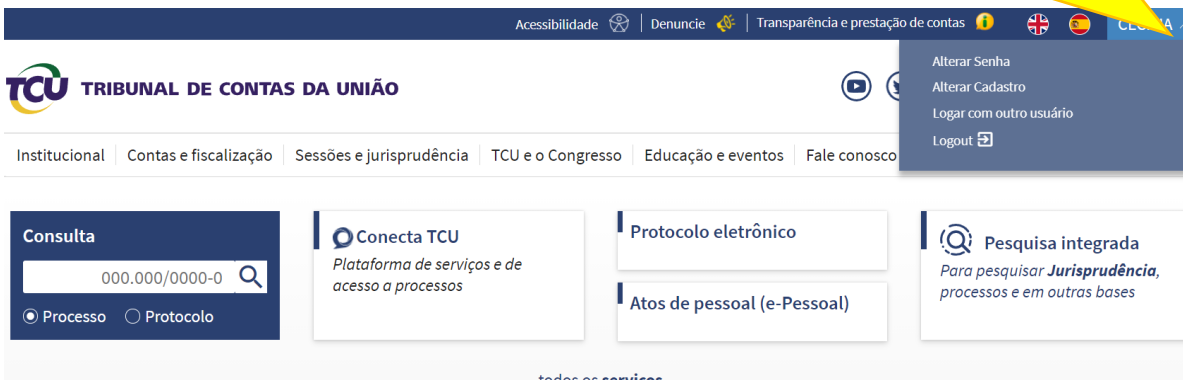 Acessibilidade | Denuncie | Transparência e prestação de contas
Alterar Senha
Alterar Cadastro
Logar com outro usuário
Logout
TCU TRIBUNAL DE CONTAS DA UNIÃO
Institucional
Contas e fiscalização
Sessões e jurisprudência
TCU e o Congresso
Educação e eventos
Fale conosco
Consulta
000.000/0000-0
Processo
Protocolo
Conecta TCU
Plataforma de serviços e de
acesso a processos
Protocolo eletrônico
Atos de pessoal (e-Pessoal)
Pesquisa integrada
Para pesquisar Jurisprudência,
processos e em outras bases
todos os serviços